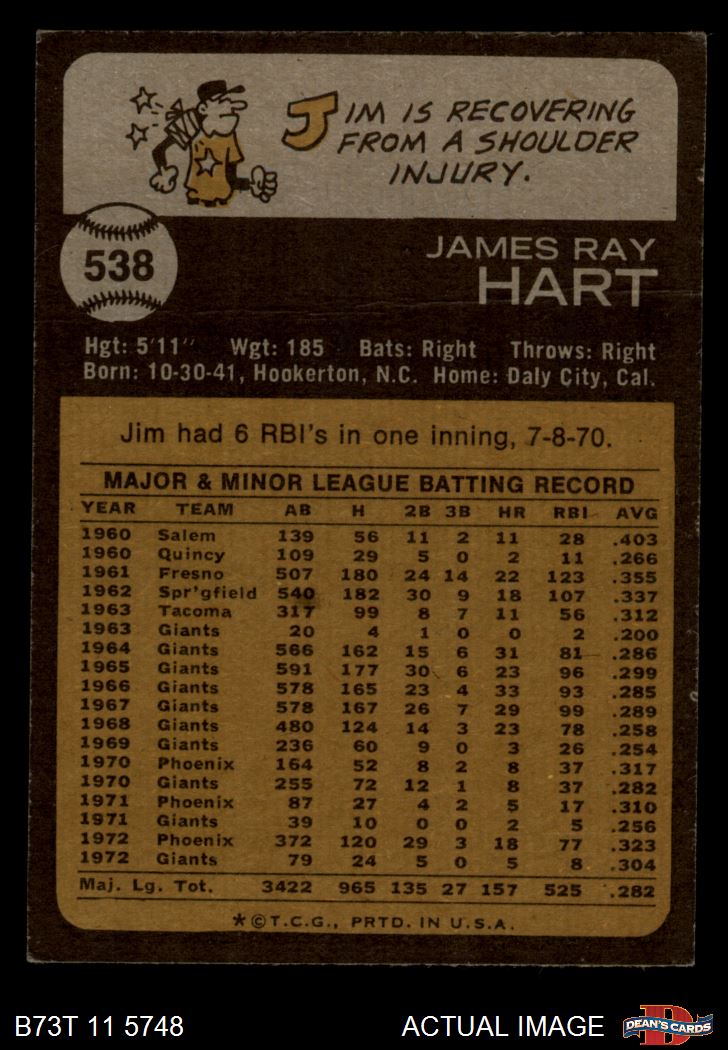 JIM IS RECOVERING
FROM A SHOULDER
INJURY.
538
JAMES RAY
HART
Hgt: 5'11" Wgt: 185 Bats: Right Throws: Right
Born: 10-30-41, Hookerton, N.C. Home: Daly City, Cal.
Jim had 6 RBI's in one inning, 7-8-70.
MAJOR & MINOR LEAGUE BATTING RECORD
YEAR TEAM AB H 2B 3B HR RBI AVG
1960 Salem 139 56 11 2 11 28 .403
1960 Quincy 109 29 5 0 2 11 .266
1961 Fresno 507 180 24 14 22 123 .355
1962 Spr'gfield 540 182 30 9 18 107 .337
1963 Tacoma 317 99 8 7 11 56 .312
1963 Giants 20 4 1 0 0 2 .200
1964 Giants 566 162 15 6 31 81 .286
1965 Giants 591 177 30 6 23 96 .299
1966 Giants 578 165 23 4 33 93 .285
1967 Giants 578 167 26 7 29 99 .289
1968 Giants 480 124 14 3 23 78 .258
1969 Giants 236 60 9 0 3 26 .254
1970 Phoenix 164 52 8 2 8 37 .317
1970 Giants 255 72 12 1 8 37 .282
1971 Phoenix 87 27 4 2 5 17 .310
1971 Giants 39 10 0 0 2 5 .256
1972 Phoenix 372 120 29 3 18 77 .323
1972 Giants 79 24 5 0 5 8 .304
Maj. Lg. Tot. 3422 965 135 27 157 525 .282
*©T.C.G., PRTD. IN U.S.A.
B73T 11 5748 ACTUAL IMAGE D DEAN'S CARDS